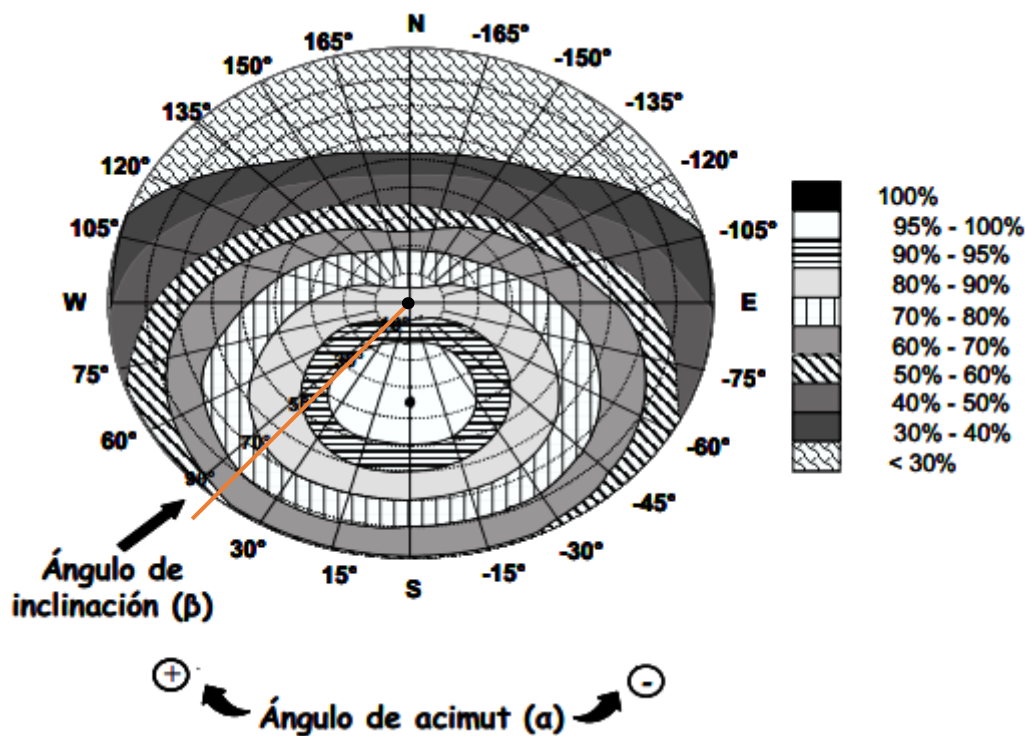 N
165°
-165°
150°
-150°
135°
-135°
120°
-120°
105°
-105°
W
E
75°
-75°
60°
-60°
70°
90°
-45°
30°
-30°
15°
-15°
S
Ángulo de
inclinación (β)
100%
95% - 100%
90% - 95%
80% - 90%
70% - 80%
60% - 70%
50% - 60%
40% - 50%
30% - 40%
< 30%
+
-
Ángulo de acimut (α)